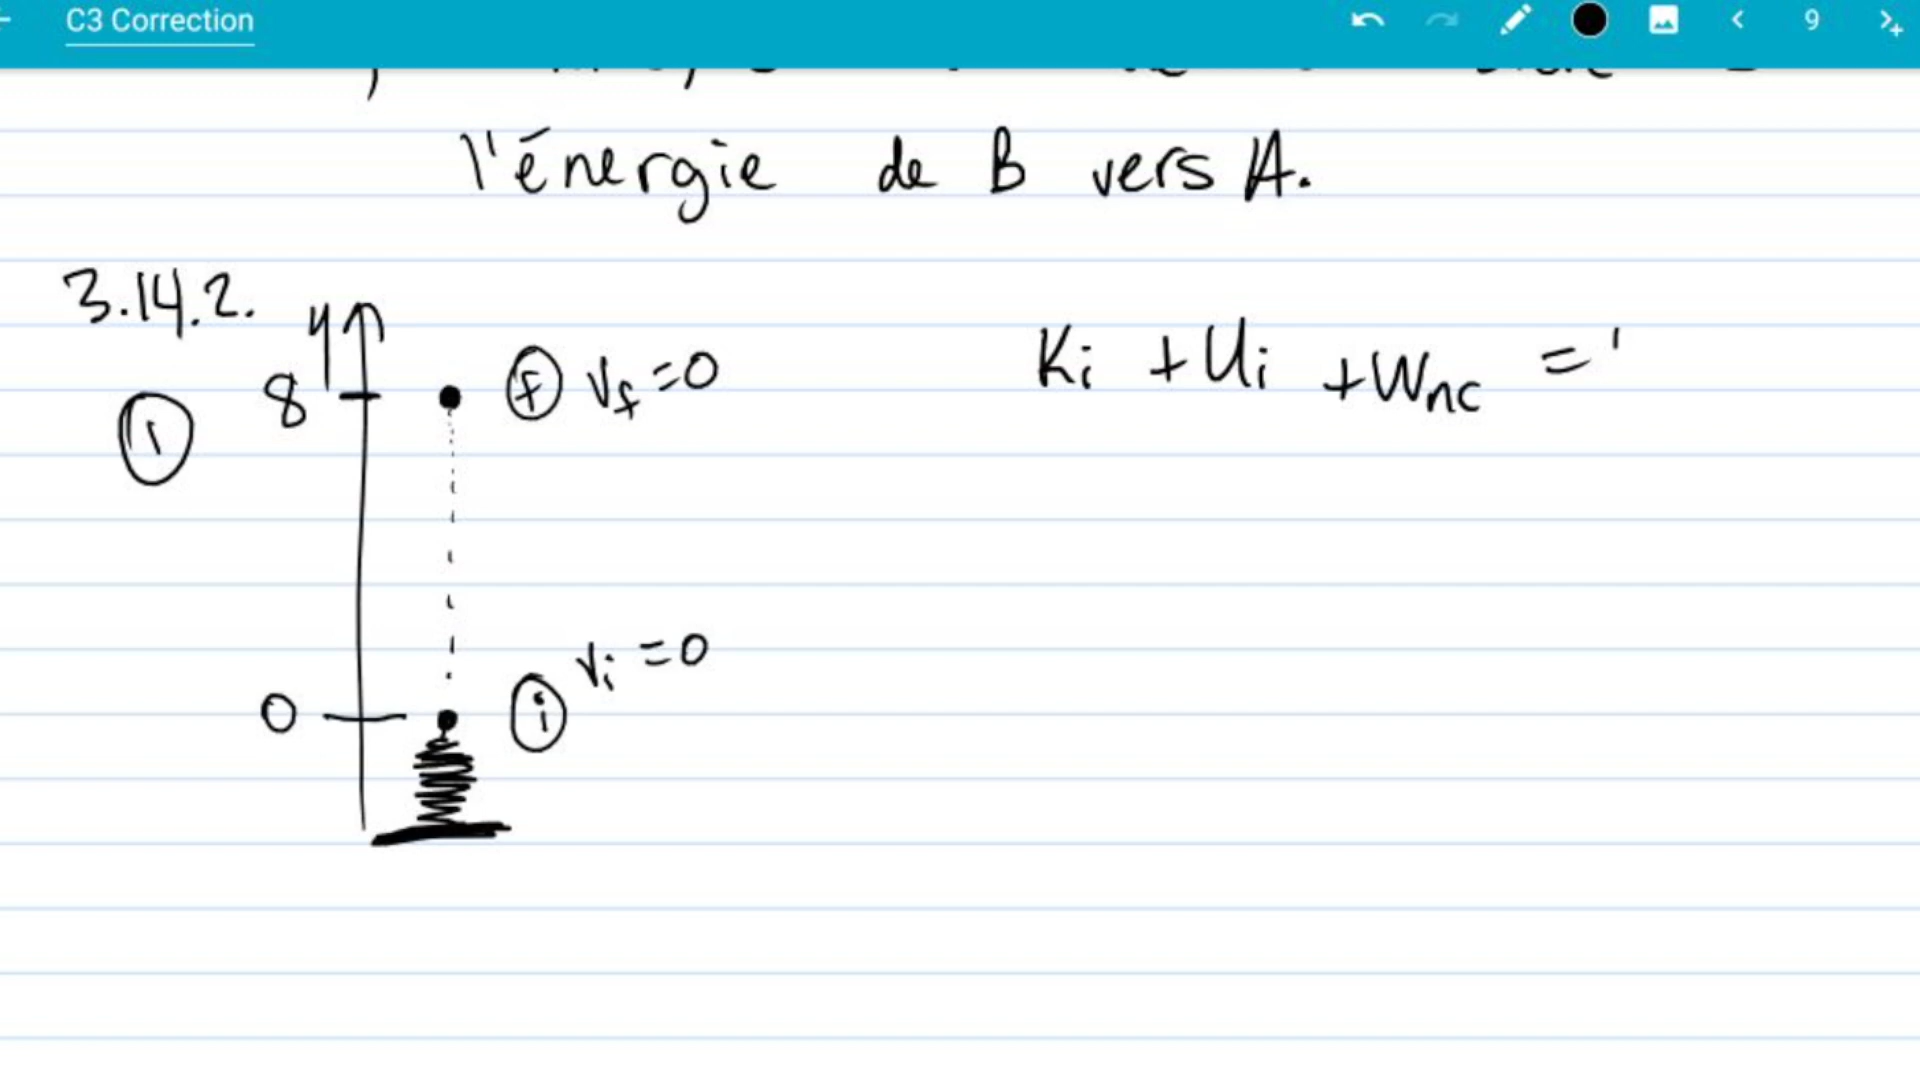 C3 Correction
9
l'énergie de B vers A.
3.14.2.
y
8 f v_f = 0
1
K_i + U_i + W_nc = '
v_i = 0
0 i